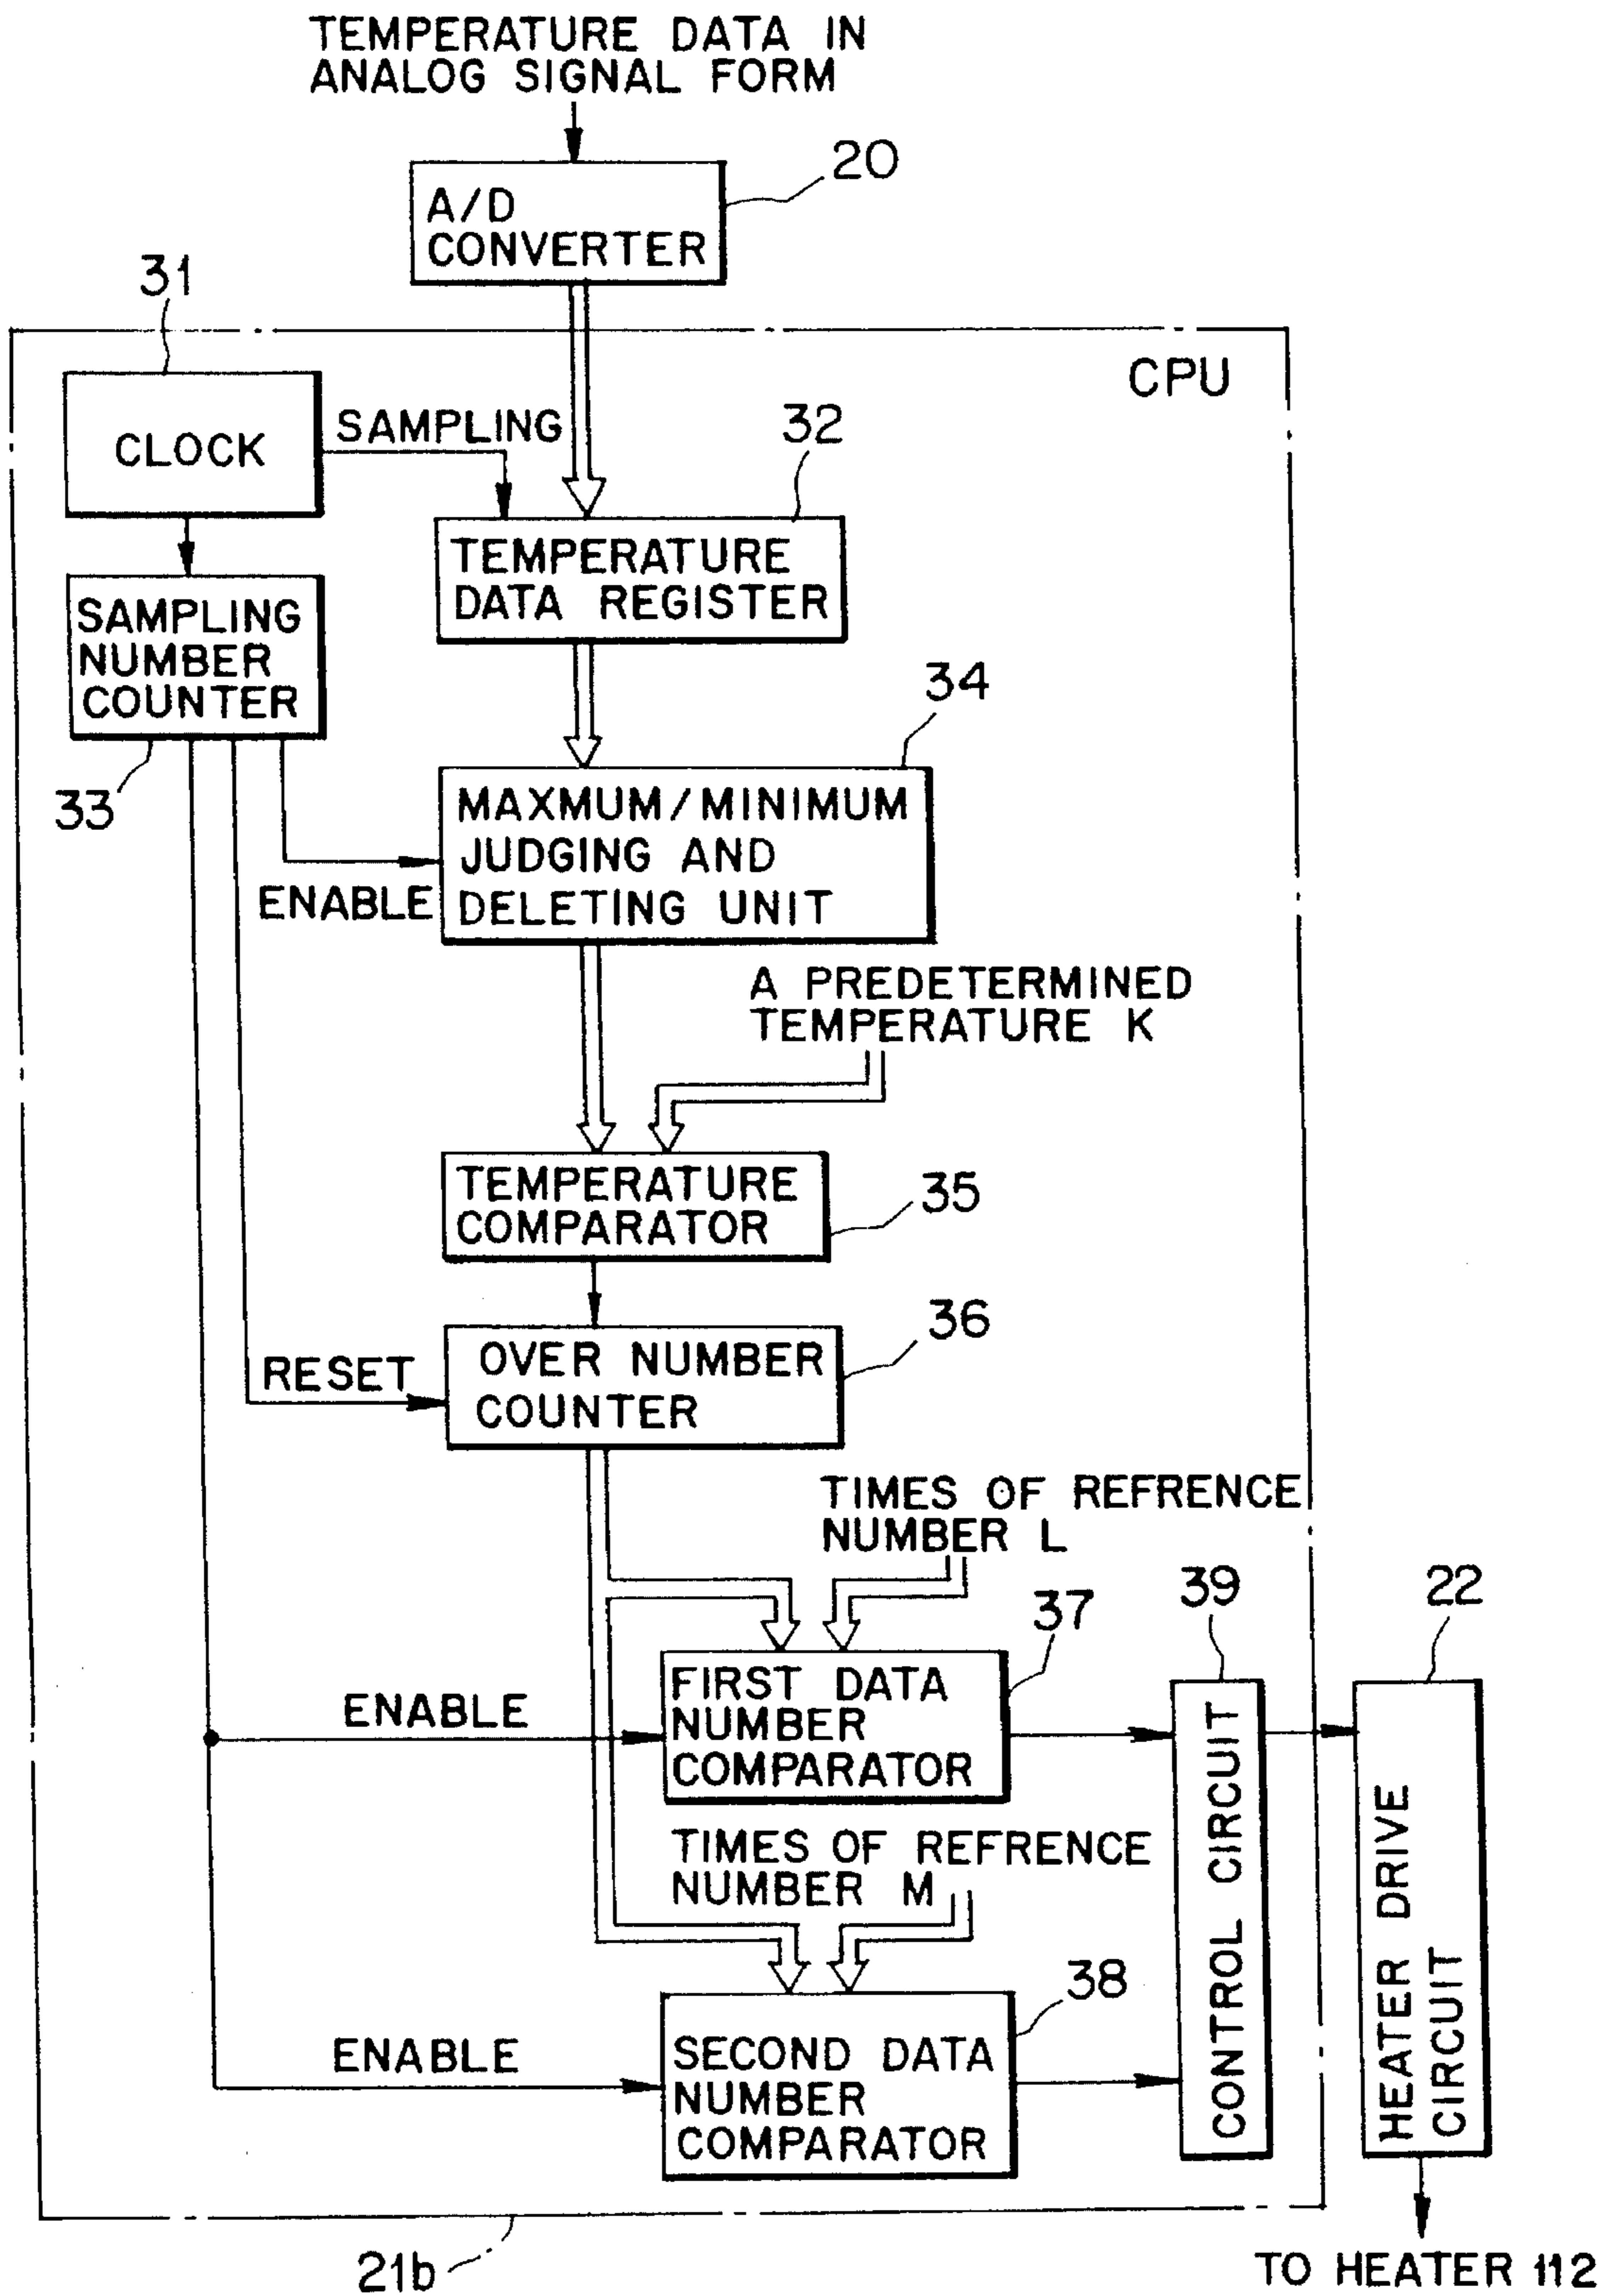 TEMPERATURE DATA IN
ANALOG SIGNAL FORM
20
A/D
CONVERTER
31
CPU
CLOCK
SAMPLING
32
TEMPERATURE
DATA REGISTER
SAMPLING
NUMBER
COUNTER
33
34
MAXMUM/MINIMUM
JUDGING AND
DELETING UNIT
ENABLE
A PREDETERMINED
TEMPERATURE K
TEMPERATURE
COMPARATOR
35
36
OVER NUMBER
COUNTER
RESET
TIMES OF REFRENCE
NUMBER L
37
39
22
FIRST DATA
NUMBER
COMPARATOR
ENABLE
TIMES OF REFRENCE
NUMBER M
38
SECOND DATA
NUMBER
COMPARATOR
ENABLE
CONTROL CIRCUIT
HEATER DRIVE
CIRCUIT
21b
TO HEATER 112